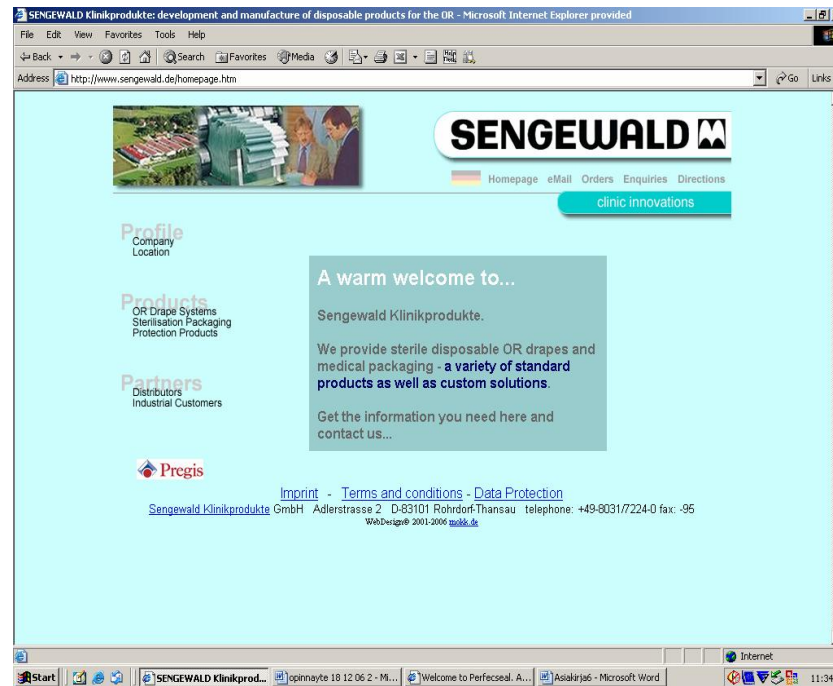 SENGEWALD Klinikprodukte: development and manufacture of disposable products for the OR - Microsoft Internet Explorer provided
File Edit View Favorites Tools Help
Back Search Favorites Media
Address http://www.sengewald.de/homepage.htm Go Links
SENGEWALD
Homepage eMail Orders Enquiries Directions
clinic innovations
Profile
Company
Location
Products
OR Drape Systems
Sterilisation Packaging
Protection Products
Partners
Distributors
Industrial Customers
A warm welcome to...
Sengewald Klinikprodukte.
We provide sterile disposable OR drapes and
medical packaging - a variety of standard
products as well as custom solutions.
Get the information you need here and
contact us...
Pregis
Imprint - Terms and conditions - Data Protection
Sengewald Klinikprodukte GmbH Adlerstrasse 2 D-83101 Rohrdorf-Thansau telephone: +49-8031/7224-0 fax: -95
WebDesign© 2001-2006 mokk.de
Internet
Start SENGEWALD Klinikprod... opinnayte 18 12 06 2 - Mi... Welcome to Perfecseal. A... Asiakirja6 - Microsoft Word